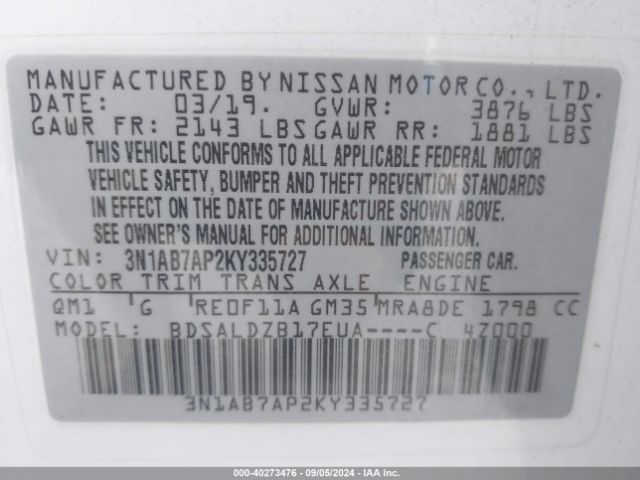 MANUFACTURED BY NISSAN MOTOR CO., LTD.
DATE: 03/19. GVWR: 3876 LBS
GAWR FR: 2143 LBS GAWR RR: 1881 LBS
THIS VEHICLE CONFORMS TO ALL APPLICABLE FEDERAL MOTOR
VEHICLE SAFETY, BUMPER AND THEFT PREVENTION STANDARDS
IN EFFECT ON THE DATE OF MANUFACTURE SHOWN ABOVE.
SEE OWNER'S MANUAL FOR ADDITIONAL INFORMATION.
VIN: 3N1AB7AP2KY335727 PASSENGER CAR.
COLOR TRIM TRANS AXLE ENGINE
QM1 G RE0F11A GM35 MRA8DE 1798 CC
MODEL: BDSALDZB17EUA----C 4Z000
3N1AB7AP2KY335727
000-40273476 - 09/05/2024 - IAAI.COM